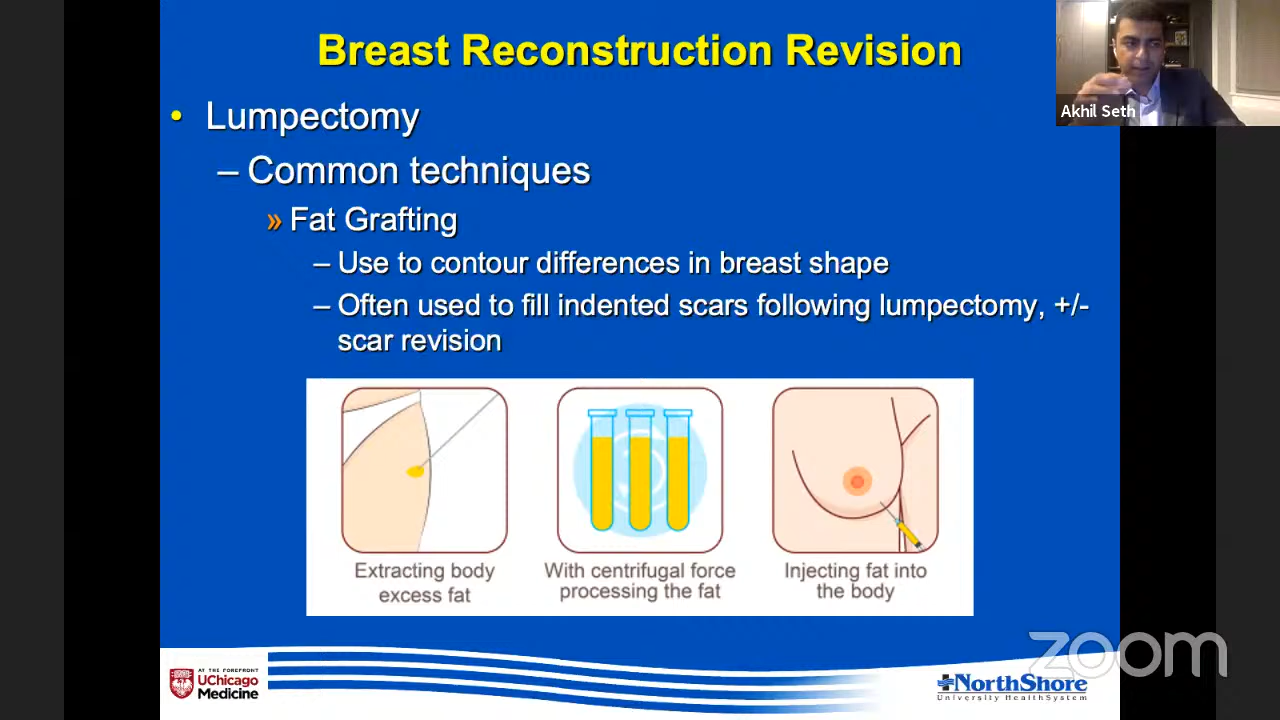 Breast Reconstruction Revision
Akhil Seth
• Lumpectomy
– Common techniques
» Fat Grafting
– Use to contour differences in breast shape
– Often used to fill indented scars following lumpectomy, +/-
scar revision
Extracting body
excess fat
With centrifugal force
processing the fat
Injecting fat into
the body
zoom
AT THE FOREFRONT
UChicago
Medicine
NorthShore
University HealthSystem